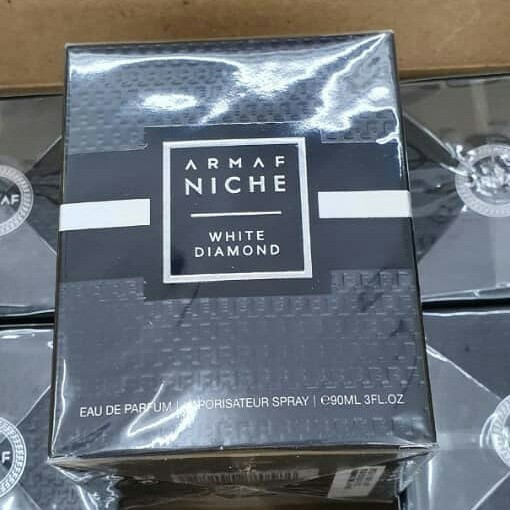 ARMAF
NICHE
WHITE
DIAMOND
EAU DE PARFUM | VAPORISATEUR SPRAY | ℮90ML 3FL.OZ